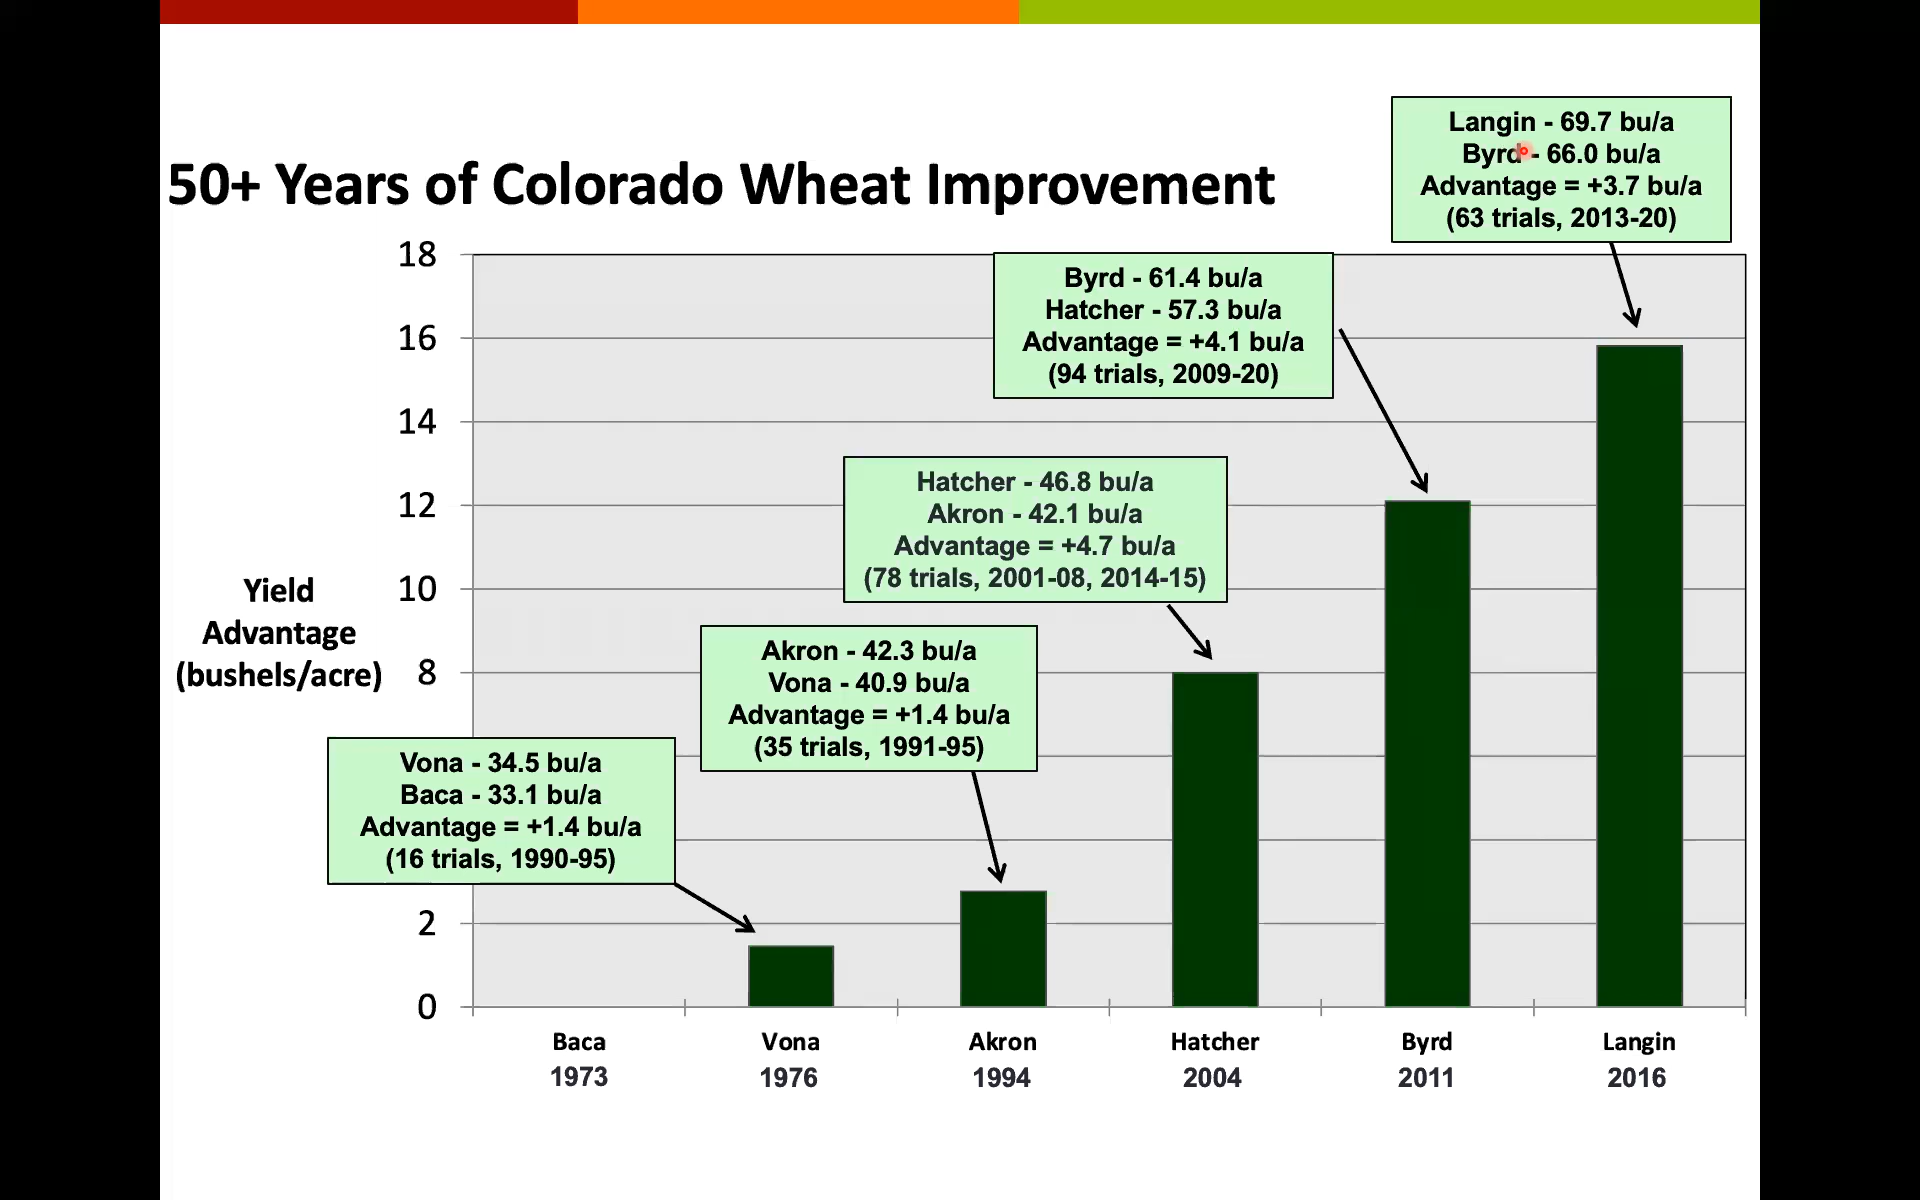 50+ Years of Colorado Wheat Improvement
Langin - 69.7 bu/a
Byrd - 66.0 bu/a
Advantage = +3.7 bu/a
(63 trials, 2013-20)
Byrd - 61.4 bu/a
Hatcher - 57.3 bu/a
Advantage = +4.1 bu/a
(94 trials, 2009-20)
Hatcher - 46.8 bu/a
Akron - 42.1 bu/a
Advantage = +4.7 bu/a
(78 trials, 2001-08, 2014-15)
Akron - 42.3 bu/a
Vona - 40.9 bu/a
Advantage = +1.4 bu/a
(35 trials, 1991-95)
Vona - 34.5 bu/a
Baca - 33.1 bu/a
Advantage = +1.4 bu/a
(16 trials, 1990-95)
Yield
Advantage
(bushels/acre)
18
16
14
12
10
8
2
0
Baca Vona Akron Hatcher Byrd Langin
1973 1976 1994 2004 2011 2016